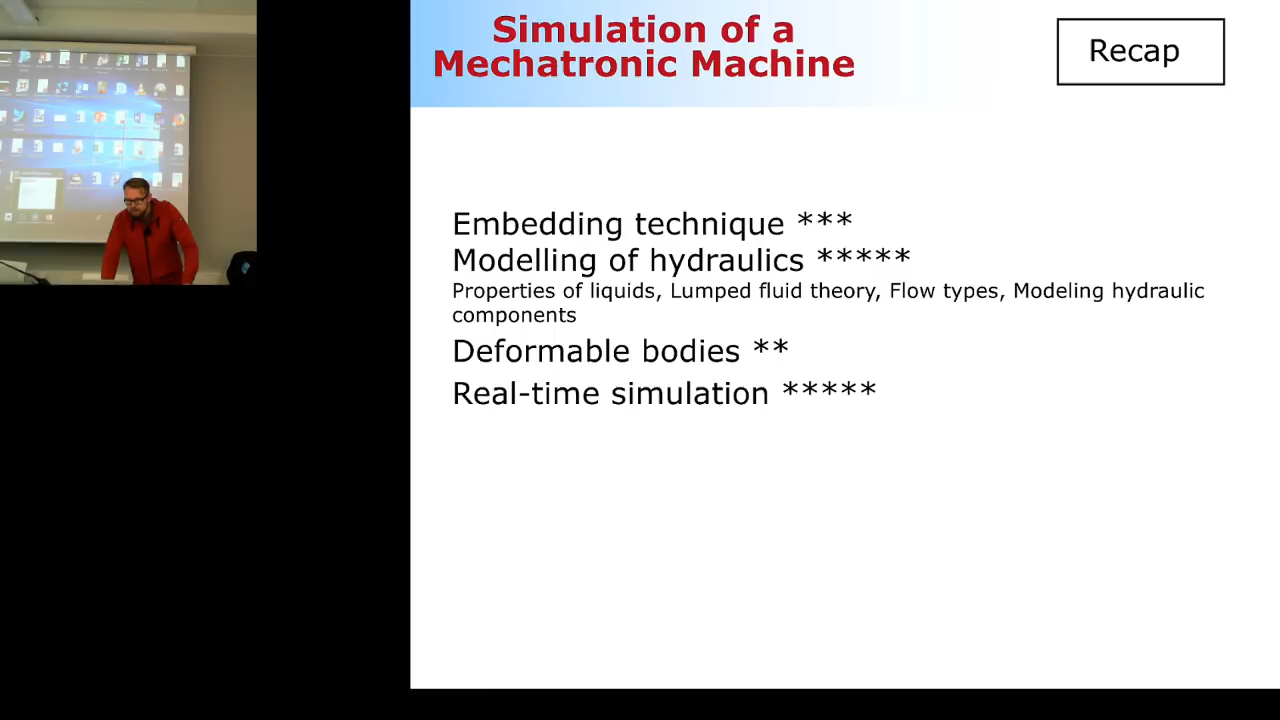 Simulation of a
Mechatronic Machine
Recap
Embedding technique ***
Modelling of hydraulics *****
Properties of liquids, Lumped fluid theory, Flow types, Modeling hydraulic
components
Deformable bodies **
Real-time simulation *****